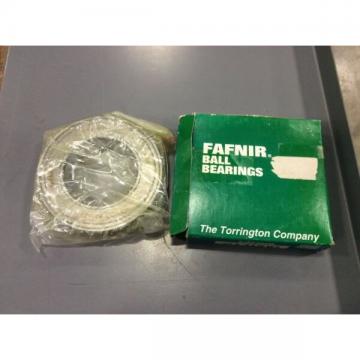 FAFNIR®
BALL
BEARINGS
The Torrington Company